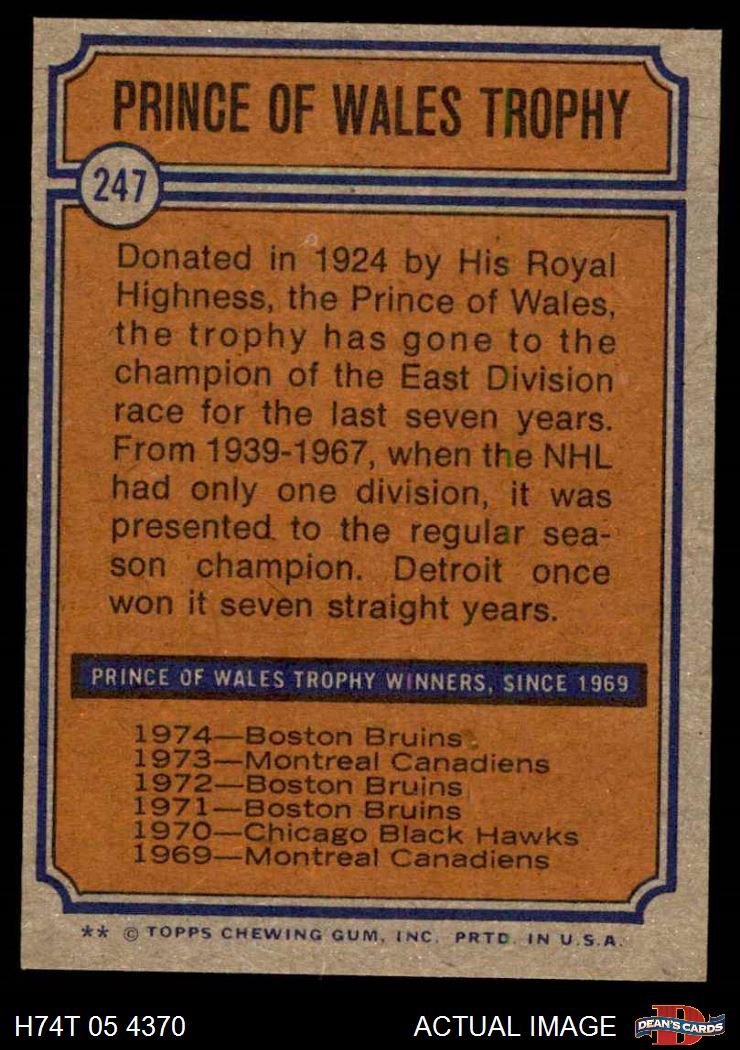 PRINCE OF WALES TROPHY
247
Donated in 1924 by His Royal
Highness, the Prince of Wales,
the trophy has gone to the
champion of the East Division
race for the last seven years.
From 1939-1967, when the NHL
had only one division, it was
presented to the regular sea-
son champion. Detroit once
won it seven straight years.
PRINCE OF WALES TROPHY WINNERS, SINCE 1969
1974—Boston Bruins
1973—Montreal Canadiens
1972—Boston Bruins
1971—Boston Bruins
1970—Chicago Black Hawks
1969—Montreal Canadiens
** © TOPPS CHEWING GUM, INC. PRTD. IN U.S.A.
H74T 05 4370
ACTUAL IMAGE
D
DEAN'S CARDS